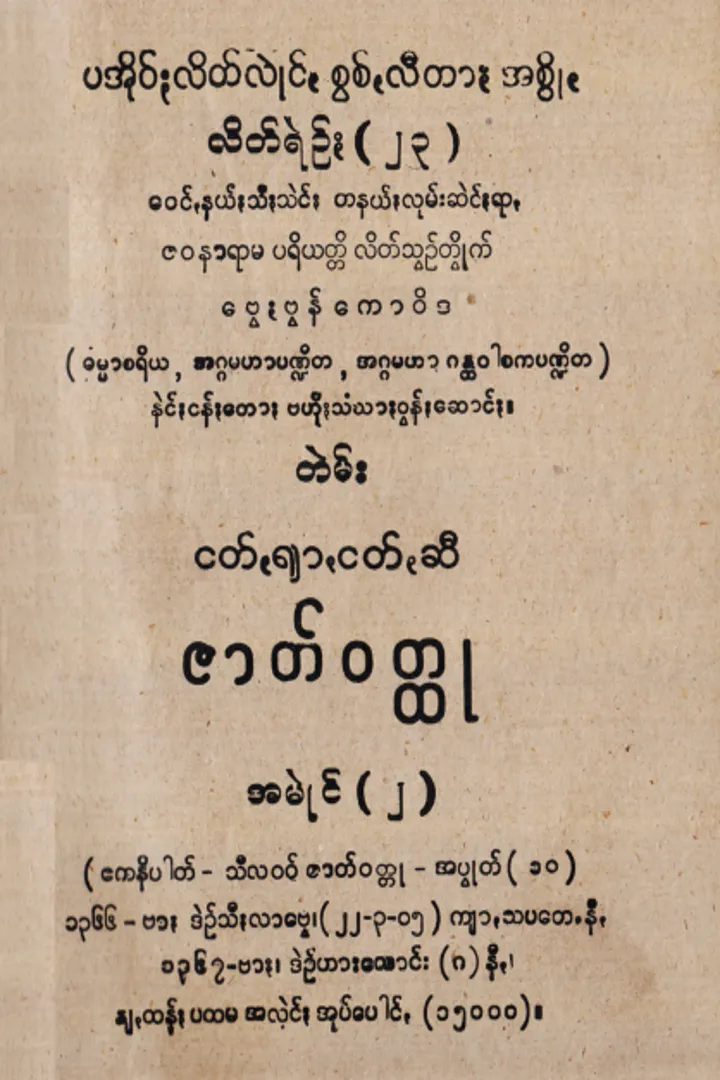 ပအိုဝ်ႏလိတ်လဲုင်ႉ စွစ်ႉလီတာႏ အစွိုႉ
လိတ်ရဲဉ်ႏ ( ၂၃ )
ဝေင်ႇနယ်ႏသီႏသဲင်ႏ တနယ်ႏလုမ်းဆဲင်ႏရာႇ
ဇဝနာရာမ ပရိယတ္တိ လိတ်သွဉ်တွိုက်
ဗွေႏဗွန် ကောဝိဒ
( ဓမ္မာစရိယ , အဂ္ဂမဟာပဏ္ဍိတ , အဂ္ဂမဟာ ဂန္ထဝါစကပဏ္ဍိတ )
နဲင်ႏငန်ႏတောႏ ဗဟိုႏသံဃာႏဝွန်ႏဆောင်ႏ။
တဲမ်း
ငတ်ႉရျာႉငတ်ႉဆီ
ဇာတ်ဝတ္ထု
အမဲုင် ( ၂ )
( ဧကနိပါတ် - သီလဝဂ် ဇာတ်ဝတ္ထု - အပှုတ် ( ၁၀ )
၁၃၆၆ - ဗာႏ ဒဲဉ်သီႏလာဗွေ၊ (၂၂-၃-၀၅ ) ကျာႇသပတေႉနီႇ
၁၃၆၇-ဗာႏ၊ ဒဲဉ်ဟားထောင်း (ဂ) နီႇ၊
နျႇထန်ႏ ပထမ အလဲင်ႏ အုပ်ပေါင်ႇ (၁၅၀၀၀)။